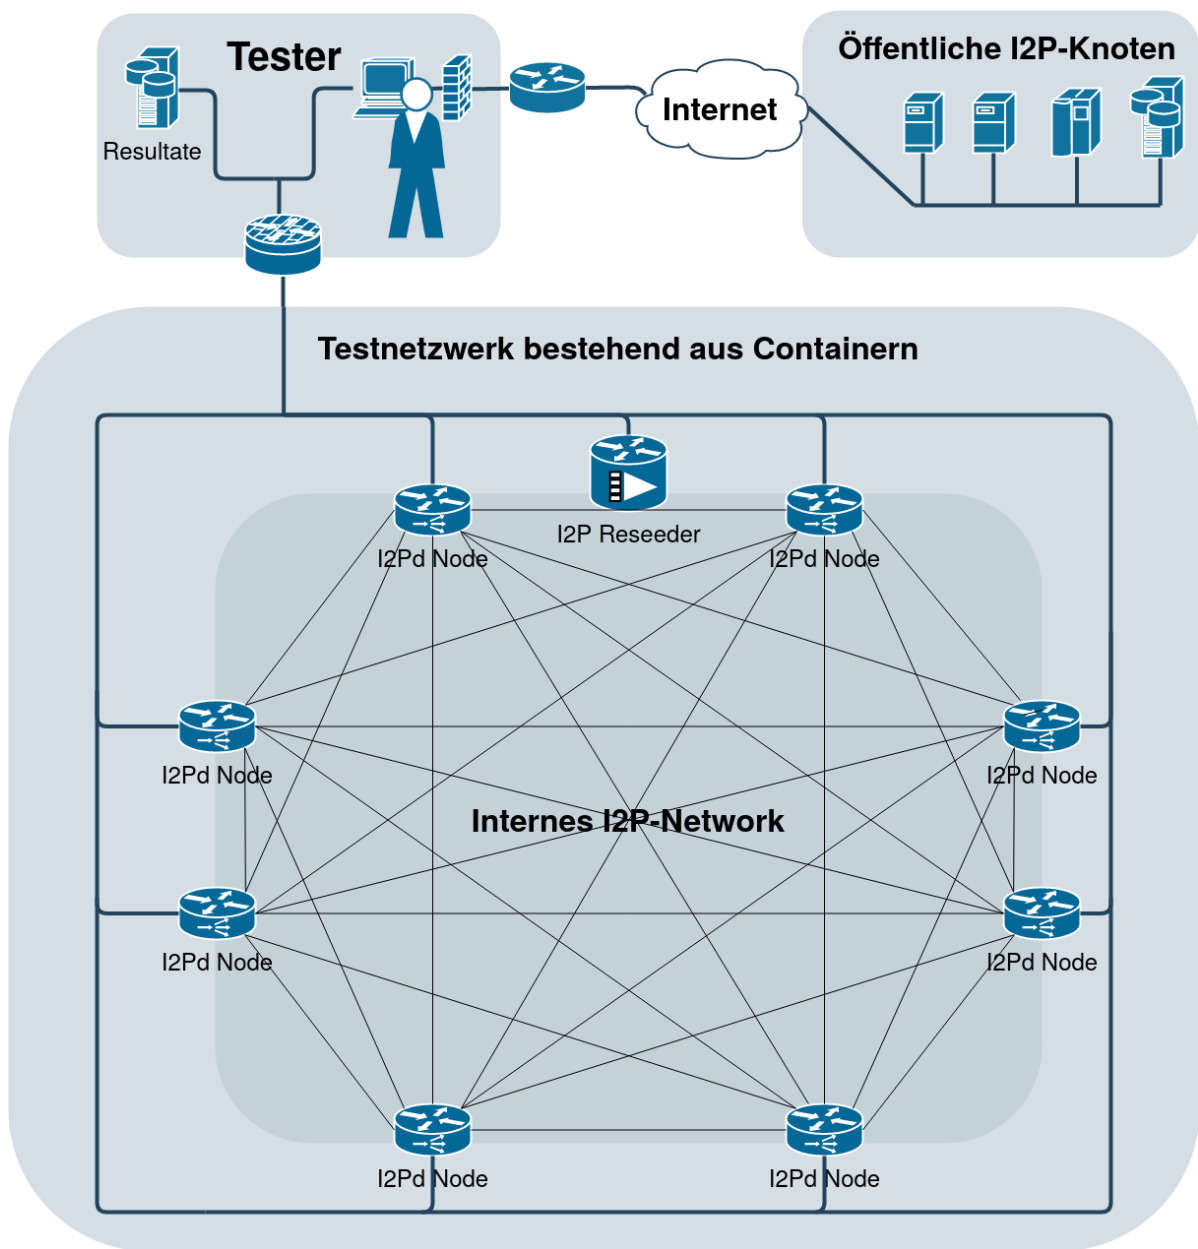 Tester
Öffentliche I2P-Knoten
Internet
Resultate
Testnetzwerk bestehend aus Containern
I2P Reseeder
I2Pd Node
I2Pd Node
I2Pd Node
I2Pd Node
Internes I2P-Network
I2Pd Node
I2Pd Node
I2Pd Node
I2Pd Node